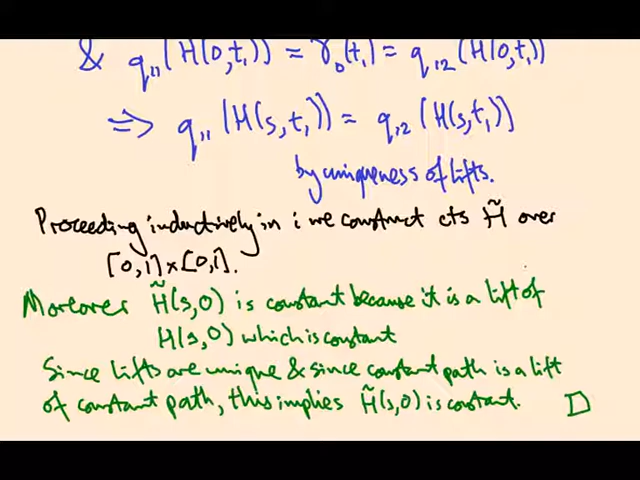 & q₁₁(H(0,t₁)) = γ̃₀(t₁) = q₁₂(H(0,t₁))
⟹ q₁₁(H(s,t₁)) = q₁₂(H(s,t₁))
by uniqueness of lifts.
Proceeding inductively in i we construct cts H̃ over
[0,1]×[0,1].
Moreover H̃(s,0) is constant because it is a lift of
H(s,0) which is constant
Since lifts are unique & since constant path is a lift
of constant path, this implies H̃(s,0) is constant. □